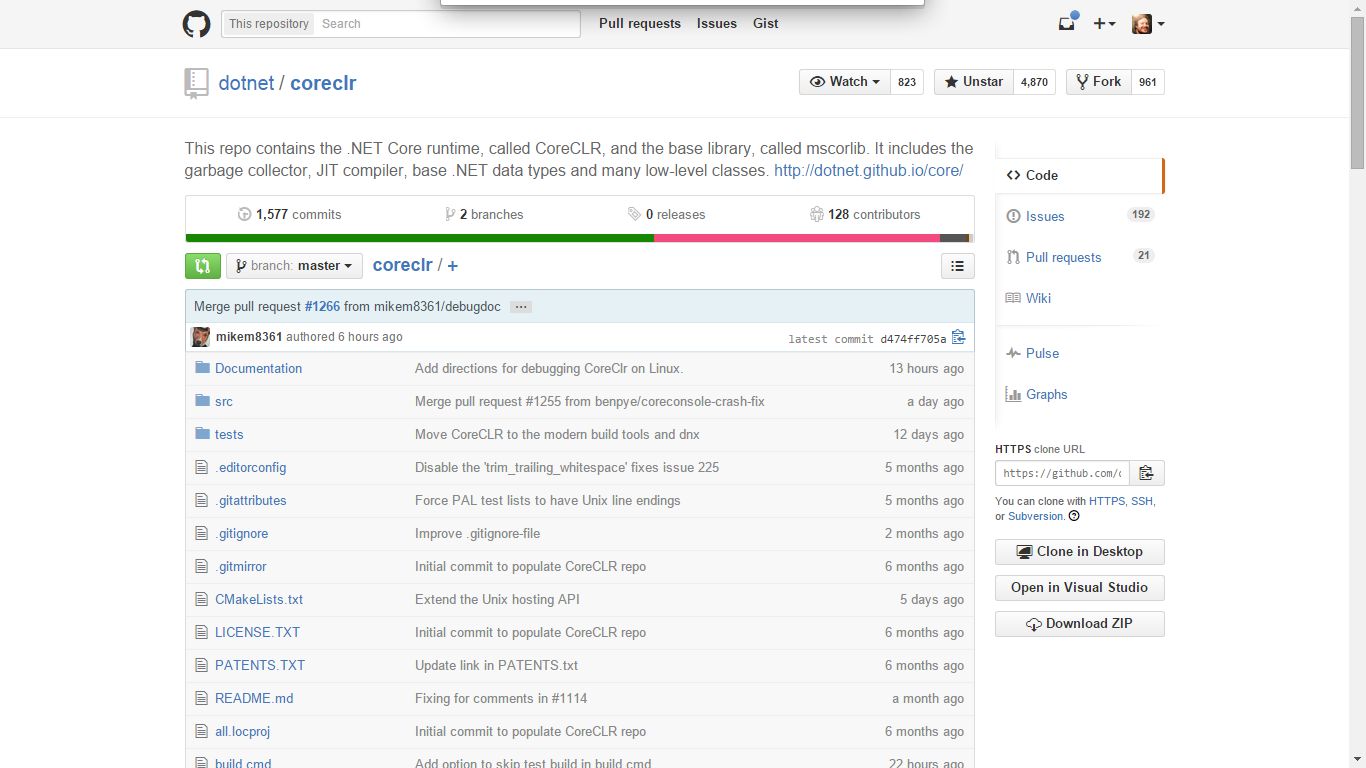 This repository Search Pull requests Issues Gist
dotnet / coreclr Watch 823 Unstar 4,870 Fork 961
This repo contains the .NET Core runtime, called CoreCLR, and the base library, called mscorlib. It includes the
garbage collector, JIT compiler, base .NET data types and many low-level classes. http://dotnet.github.io/core/
1,577 commits 2 branches 0 releases 128 contributors
branch: master coreclr / +
Merge pull request #1266 from mikem8361/debugdoc ...
mikem8361 authored 6 hours ago latest commit d474ff705a
Documentation Add directions for debugging CoreClr on Linux. 13 hours ago
src Merge pull request #1255 from benpye/coreconsole-crash-fix a day ago
tests Move CoreCLR to the modern build tools and dnx 12 days ago
.editorconfig Disable the 'trim_trailing_whitespace' fixes issue 225 5 months ago
.gitattributes Force PAL test lists to have Unix line endings 5 months ago
.gitignore Improve .gitignore-file 2 months ago
.gitmirror Initial commit to populate CoreCLR repo 6 months ago
CMakeLists.txt Extend the Unix hosting API 5 days ago
LICENSE.TXT Initial commit to populate CoreCLR repo 6 months ago
PATENTS.TXT Update link in PATENTS.txt 6 months ago
README.md Fixing for comments in #1114 a month ago
all.locproj Initial commit to populate CoreCLR repo 6 months ago
build.cmd Add option to skip test build in build.cmd 22 hours ago
Code
Issues 192
Pull requests 21
Wiki
Pulse
Graphs
HTTPS clone URL
https://github.com/
You can clone with HTTPS, SSH,
or Subversion.
Clone in Desktop
Open in Visual Studio
Download ZIP